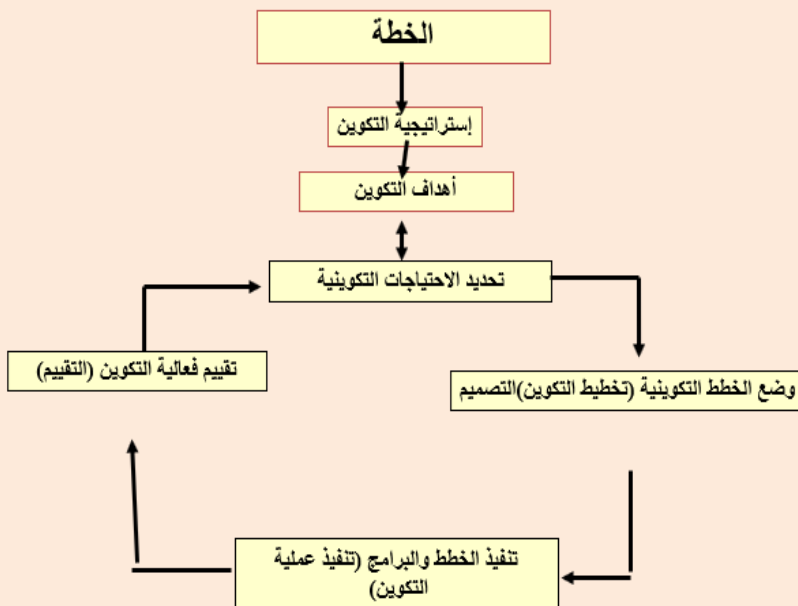 الخطة
إستراتيجية التكوين
أهداف التكوين
تحديد الاحتياجات التكوينية
تقييم فعالية التكوين (التقييم)
وضع الخطط التكوينية (تخطيط التكوين)التصميم
تنفيذ الخطط والبرامج (تنفيذ عملية
التكوين)